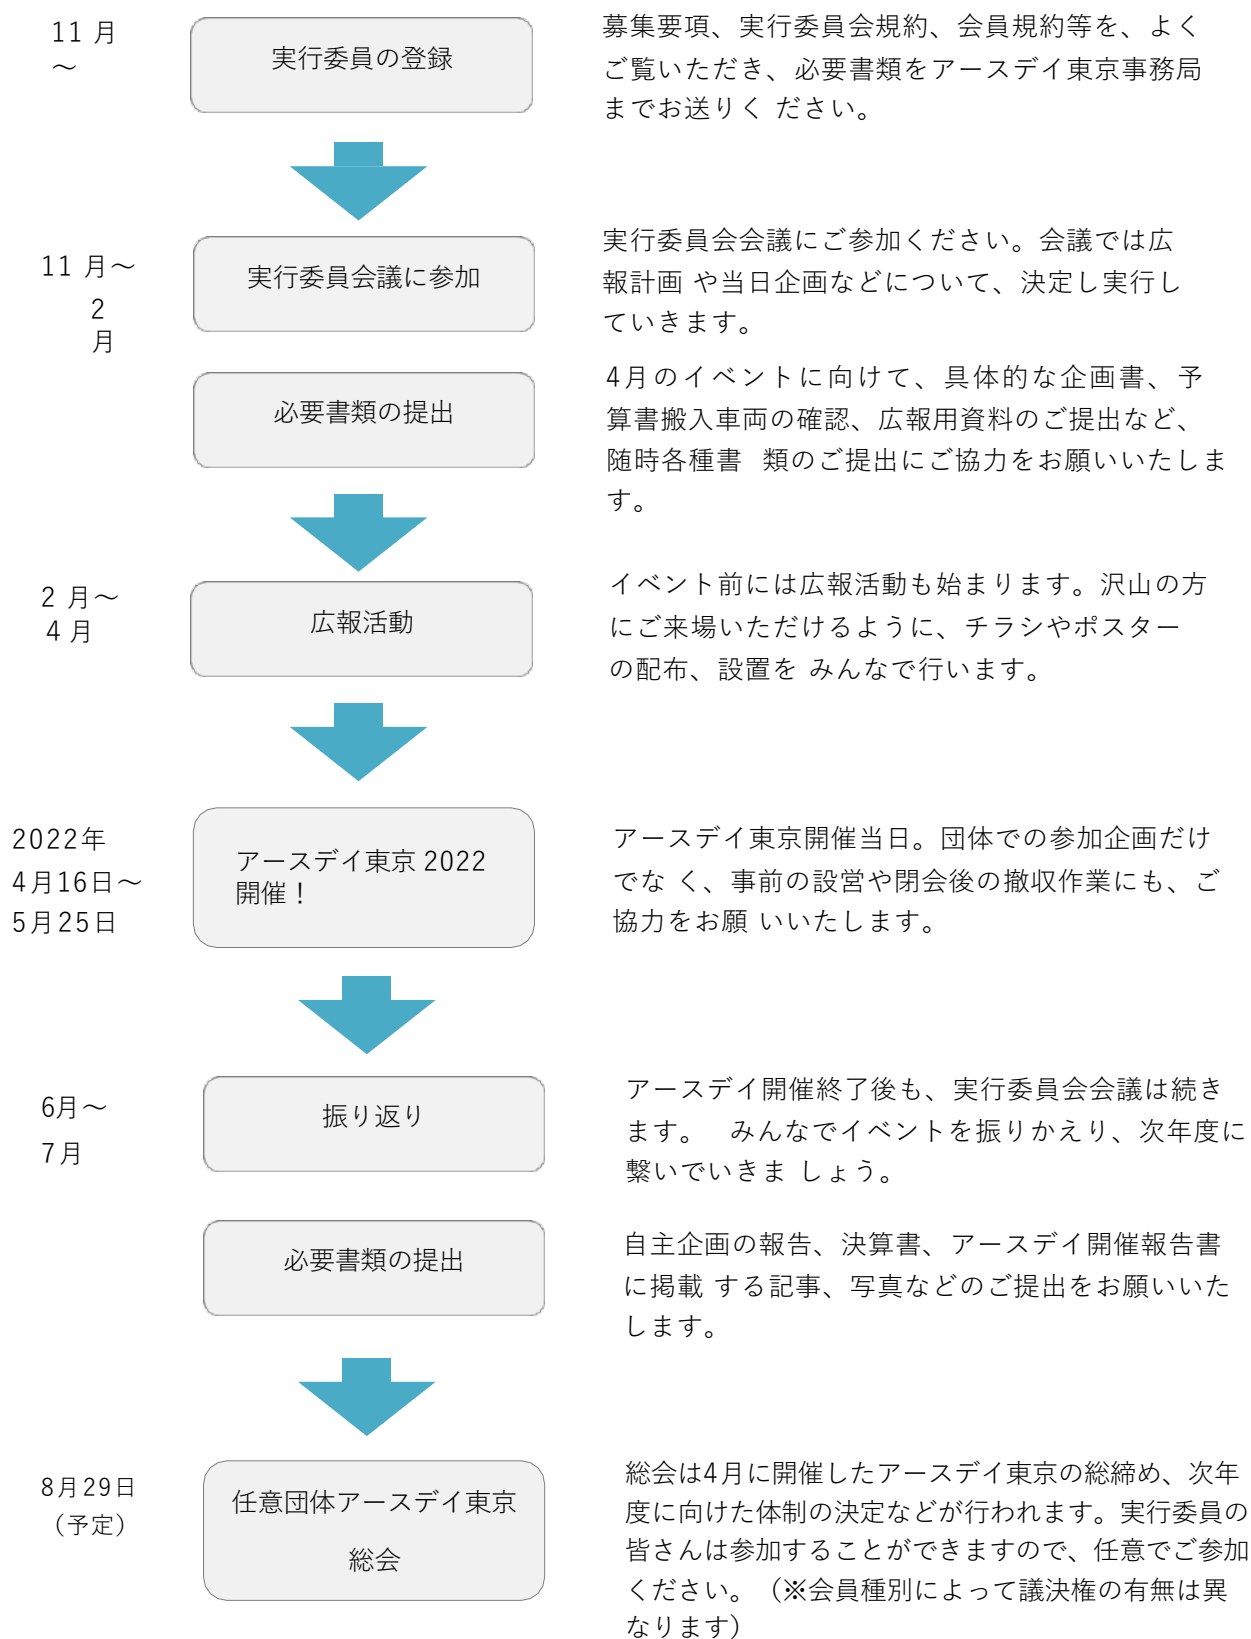 11 月
～
実行委員の登録
募集要項、実行委員会規約、会員規約等を、よく
ご覧いただき、必要書類をアースデイ東京事務局
までお送りく ださい。
11 月～
2
月
実行委員会議に参加
実行委員会会議にご参加ください。会議では広
報計画 や当日企画などについて、決定し実行し
ていきます。
必要書類の提出
4月のイベントに向けて、具体的な企画書、予
算書搬入車両の確認、広報用資料のご提出など、
随時各種書 類のご提出にご協力をお願いいたしま
す。
2 月～
4 月
広報活動
イベント前には広報活動も始まります。沢山の方
にご来場いただけるように、チラシやポスター
の配布、設置を みんなで行います。
2022年
4月16日～
5月25日
アースデイ東京 2022
開催！
アースデイ東京開催当日。団体での参加企画だけ
でな く、事前の設営や閉会後の撤収作業にも、ご
協力をお願 いいたします。
6月～
7月
振り返り
アースデイ開催終了後も、実行委員会会議は続き
ます。 みんなでイベントを振りかえり、次年度に
繋いでいきま しょう。
必要書類の提出
自主企画の報告、決算書、アースデイ開催報告書
に掲載 する記事、写真などのご提出をお願いいた
します。
8月29日
（予定）
任意団体アースデイ東京
総会
総会は4月に開催したアースデイ東京の総締め、次年
度に向けた体制の決定などが行われます。実行委員の
皆さんは参加することができますので、任意でご参加
ください。（※会員種別によって議決権の有無は異
なります）